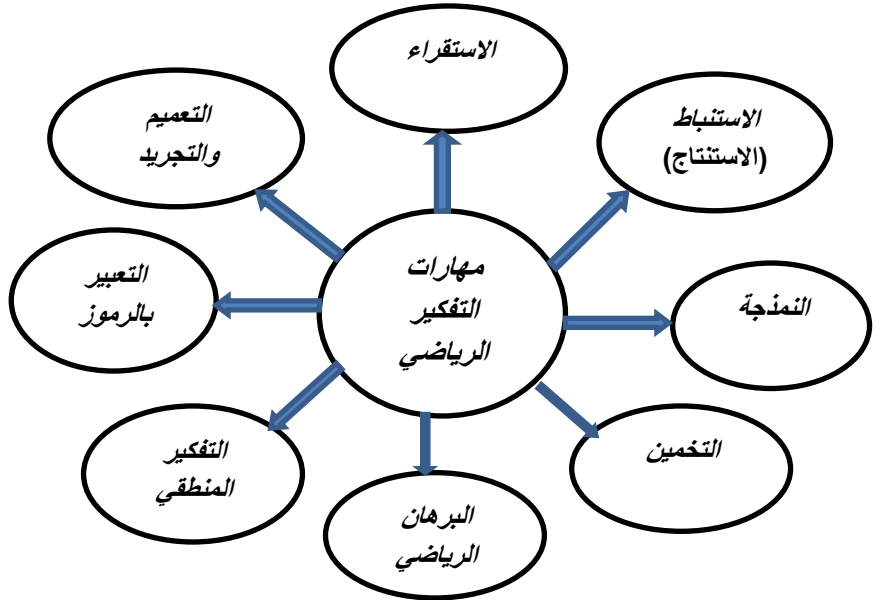 الاستقراء
الاستنباط
(الاستنتاج)
التعميم
والتجريد
مهارات
التفكير
الرياضي
التعبير
بالرموز
النمذجة
التخمين
التفكير
المنطقي
البرهان
الرياضي